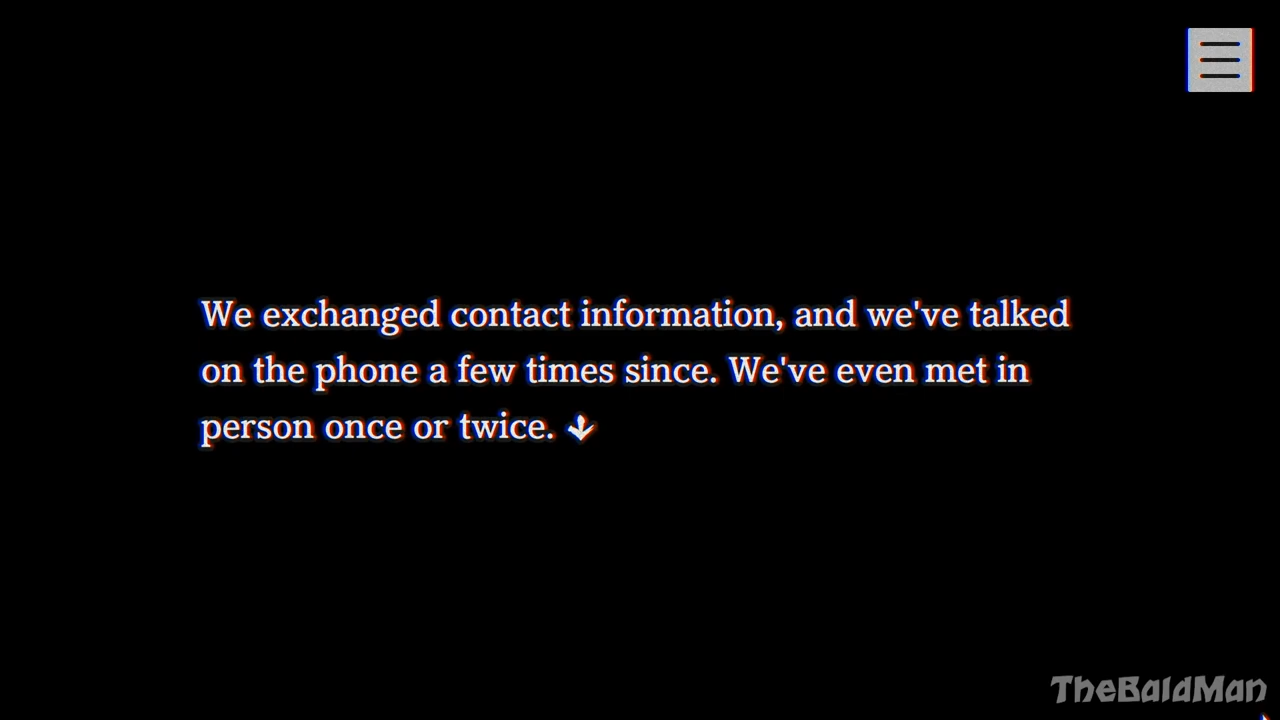 We exchanged contact information, and we've talked
on the phone a few times since. We've even met in
person once or twice.
TheBaldMan